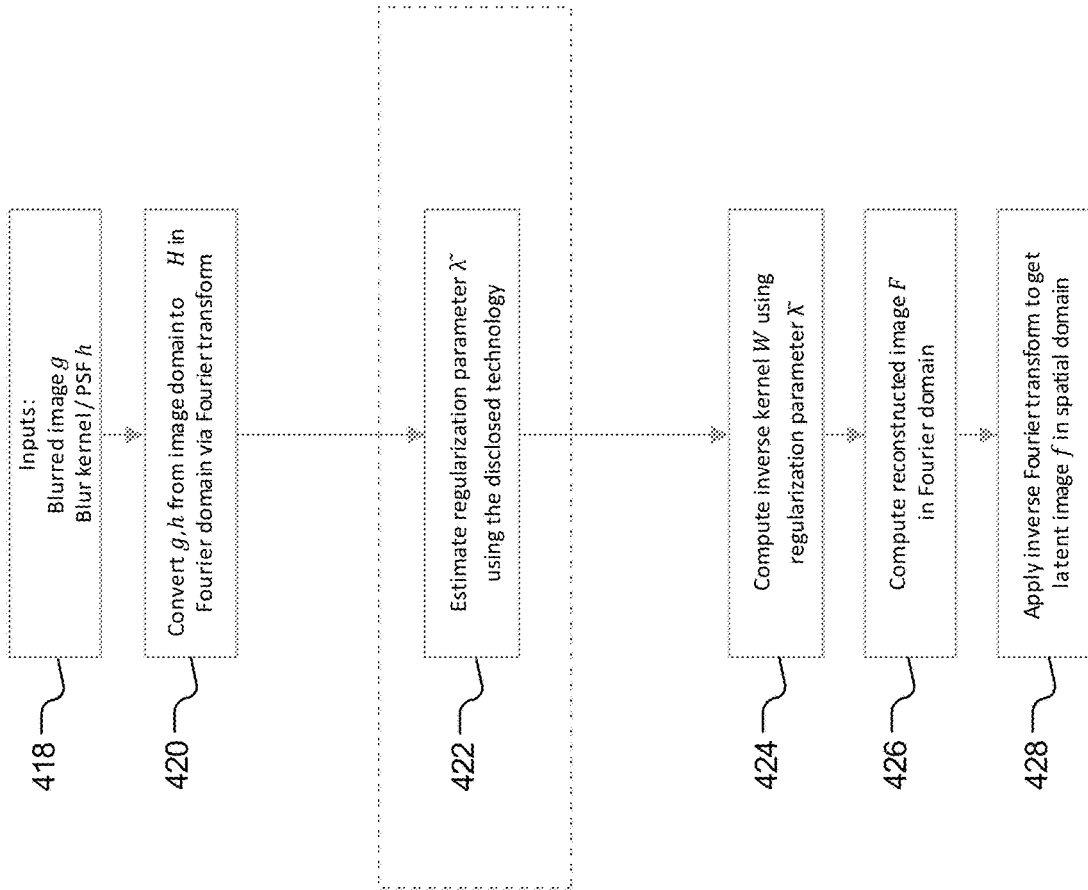 418
Inputs:
Blurred image g
Blur kernel / PSF h
420
Convert g, h from image domain to H in
Fourier domain via Fourier transform
422
Estimate regularization parameter λ̃
using the disclosed technology
424
Compute inverse kernel W using
regularization parameter λ̃
426
Compute reconstructed image F
in Fourier domain
428
Apply inverse Fourier transform to get
latent image f in spatial domain